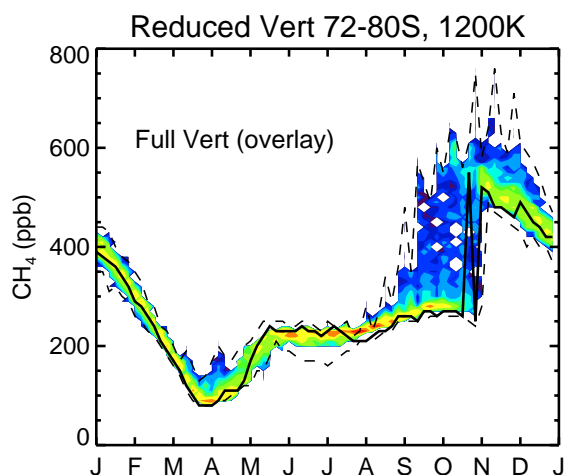 Reduced Vert 72-80S, 1200K
800
Full Vert (overlay)
600
CH₄ (ppb)
400
200
0
J F M A M J J A S O N D J